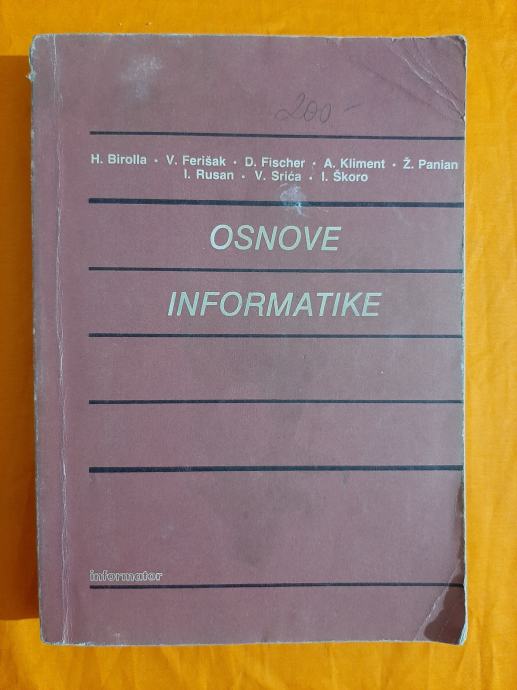 200-
H. Birolla • V. Ferišak • D. Fischer • A. Kliment • Ž. Panian
I. Rusan • V. Srića • I. Škoro
OSNOVE
INFORMATIKE
informator